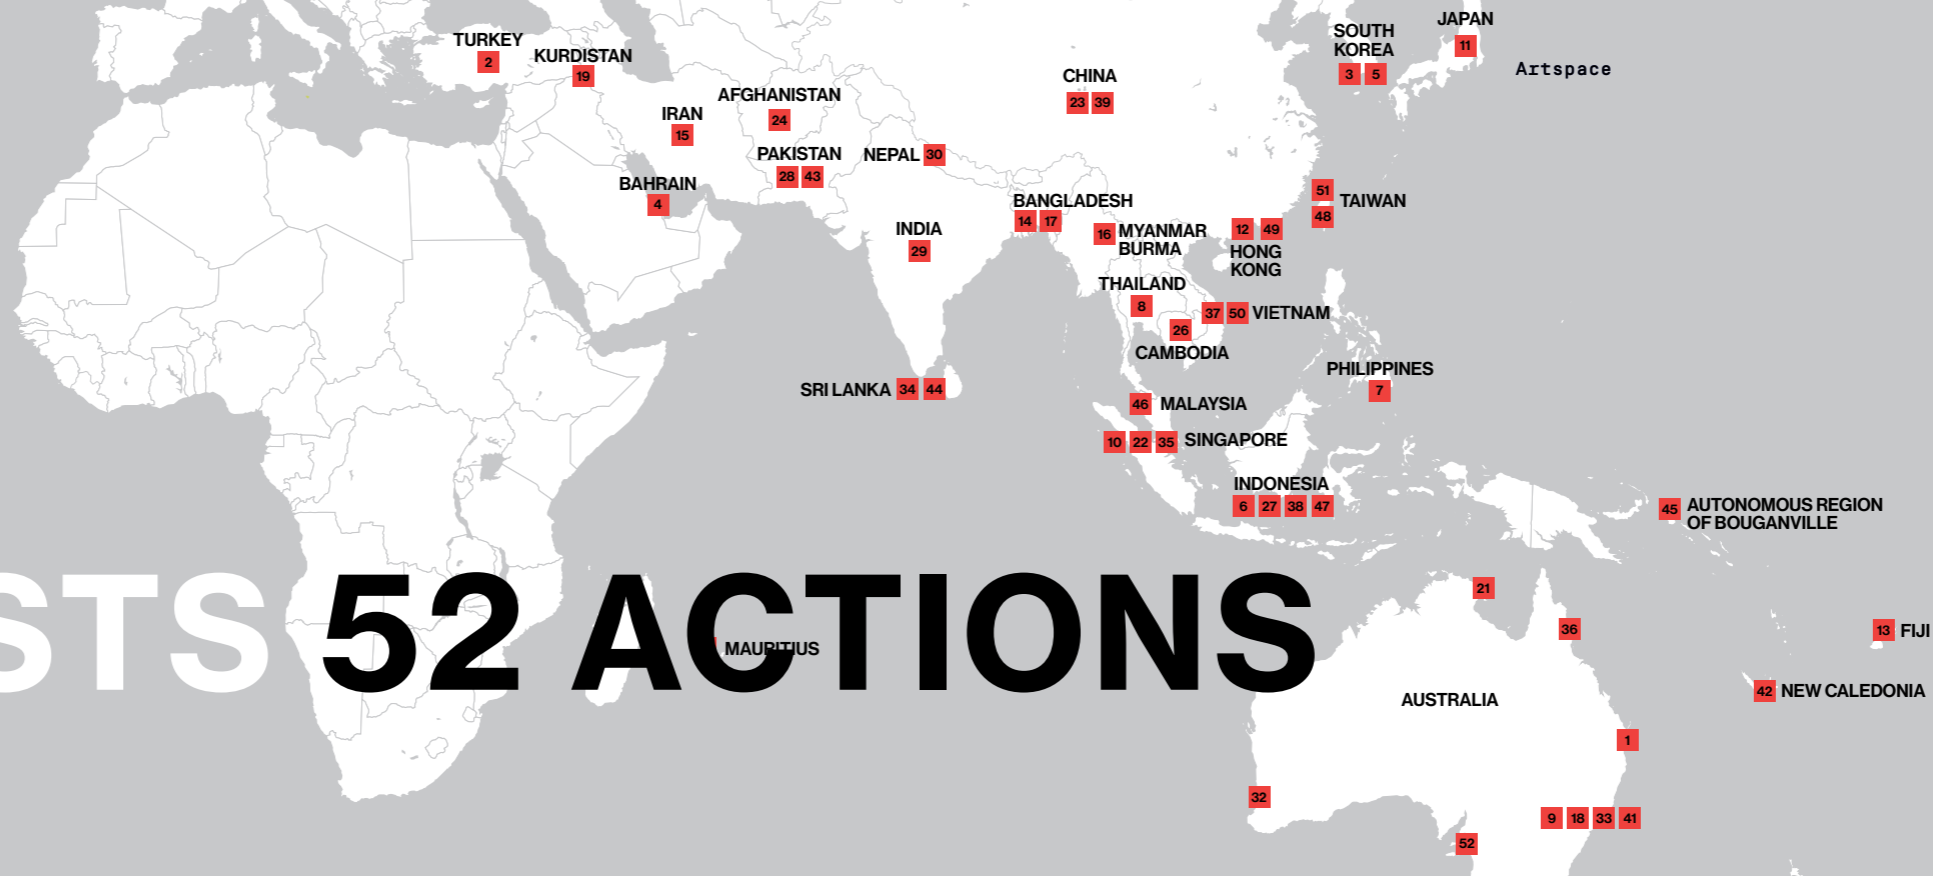 JAPAN
11
SOUTH
KOREA
3 5
Artspace
TURKEY
2
KURDISTAN
19
CHINA
23 39
AFGHANISTAN
24
IRAN
15
PAKISTAN
28 43
NEPAL 30
BAHRAIN
4
BANGLADESH
14 17
51
48
TAIWAN
INDIA
29
16 MYANMAR
BURMA
12 49
HONG
KONG
THAILAND
8
37 50 VIETNAM
26
CAMBODIA
PHILIPPINES
7
SRI LANKA 34 44
46 MALAYSIA
10 22 35 SINGAPORE
INDONESIA
6 27 38 47
45 AUTONOMOUS REGION
OF BOUGANVILLE
21
36
13 FIJI
STS 52 ACTIONS
MAURITIUS
42 NEW CALEDONIA
AUSTRALIA
1
32
9 18 33 41
52